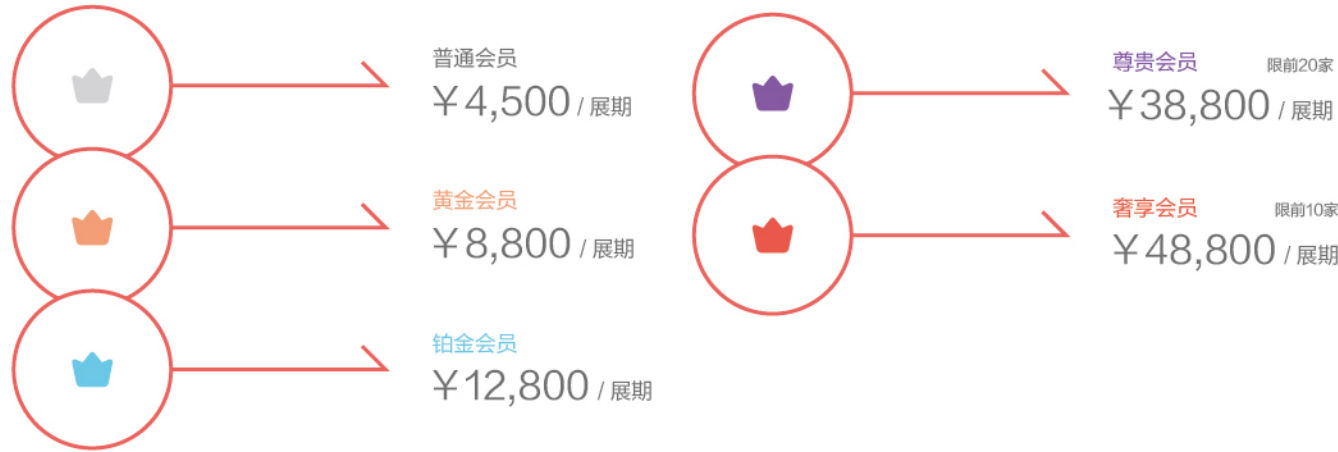 普通会员
￥4,500 / 展期
黄金会员
￥8,800 / 展期
铂金会员
￥12,800 / 展期
尊贵会员 限前20家
￥38,800 / 展期
奢享会员 限前10家
￥48,800 / 展期